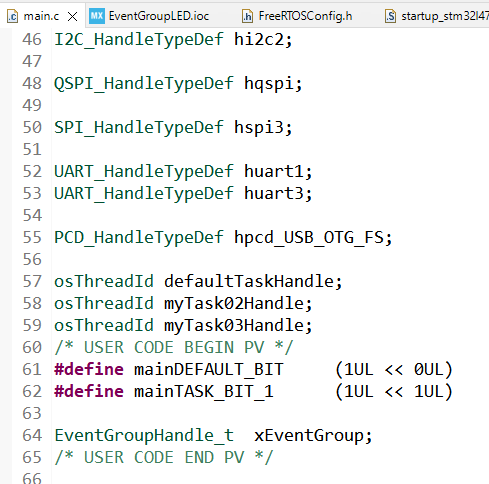 main.c EventGroupLED.ioc FreeRTOSConfig.h startup_stm32l47
46 I2C_HandleTypeDef hi2c2;
47
48 QSPI_HandleTypeDef hqspi;
49
50 SPI_HandleTypeDef hspi3;
51
52 UART_HandleTypeDef huart1;
53 UART_HandleTypeDef huart3;
54
55 PCD_HandleTypeDef hpcd_USB_OTG_FS;
56
57 osThreadId defaultTaskHandle;
58 osThreadId myTask02Handle;
59 osThreadId myTask03Handle;
60 /* USER CODE BEGIN PV */
61 #define mainDEFAULT_BIT     (1UL << 0UL)
62 #define mainTASK_BIT_1      (1UL << 1UL)
63
64 EventGroupHandle_t  xEventGroup;
65 /* USER CODE END PV */
66